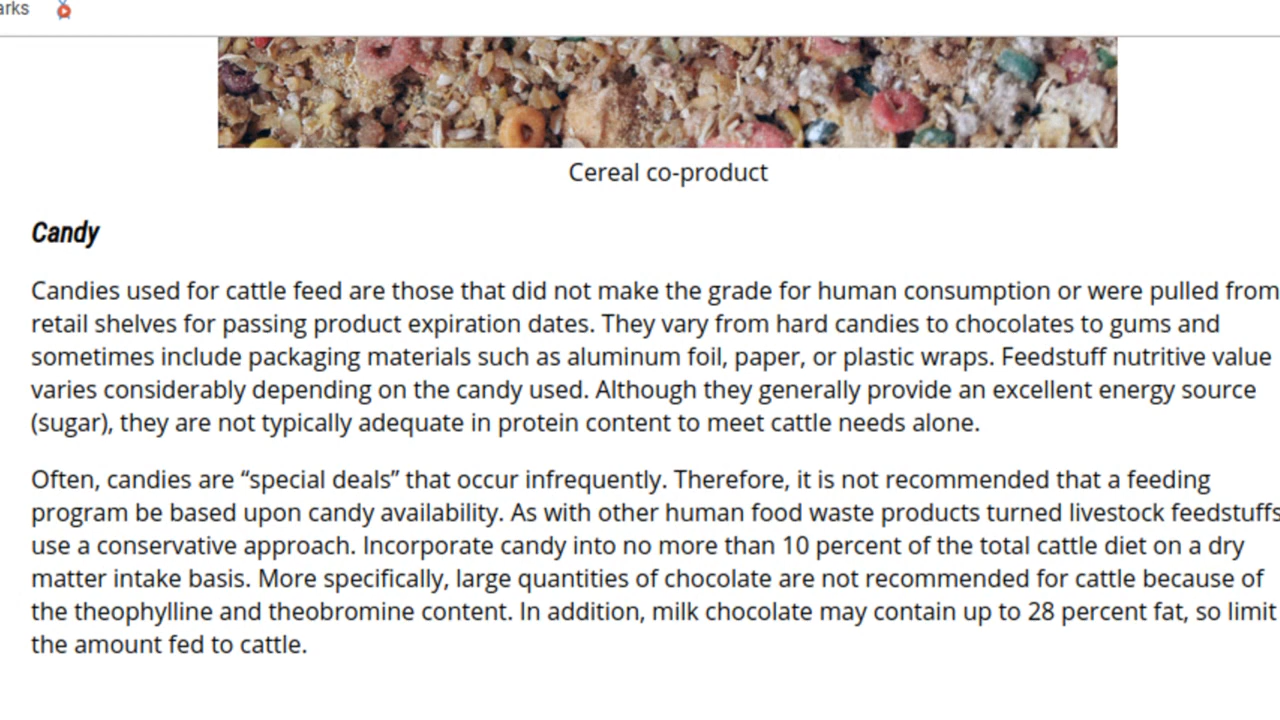 arks
Cereal co-product
Candy
Candies used for cattle feed are those that did not make the grade for human consumption or were pulled from
retail shelves for passing product expiration dates. They vary from hard candies to chocolates to gums and
sometimes include packaging materials such as aluminum foil, paper, or plastic wraps. Feedstuff nutritive value
varies considerably depending on the candy used. Although they generally provide an excellent energy source
(sugar), they are not typically adequate in protein content to meet cattle needs alone.
Often, candies are “special deals” that occur infrequently. Therefore, it is not recommended that a feeding
program be based upon candy availability. As with other human food waste products turned livestock feedstuffs
use a conservative approach. Incorporate candy into no more than 10 percent of the total cattle diet on a dry
matter intake basis. More specifically, large quantities of chocolate are not recommended for cattle because of
the theophylline and theobromine content. In addition, milk chocolate may contain up to 28 percent fat, so limit
the amount fed to cattle.